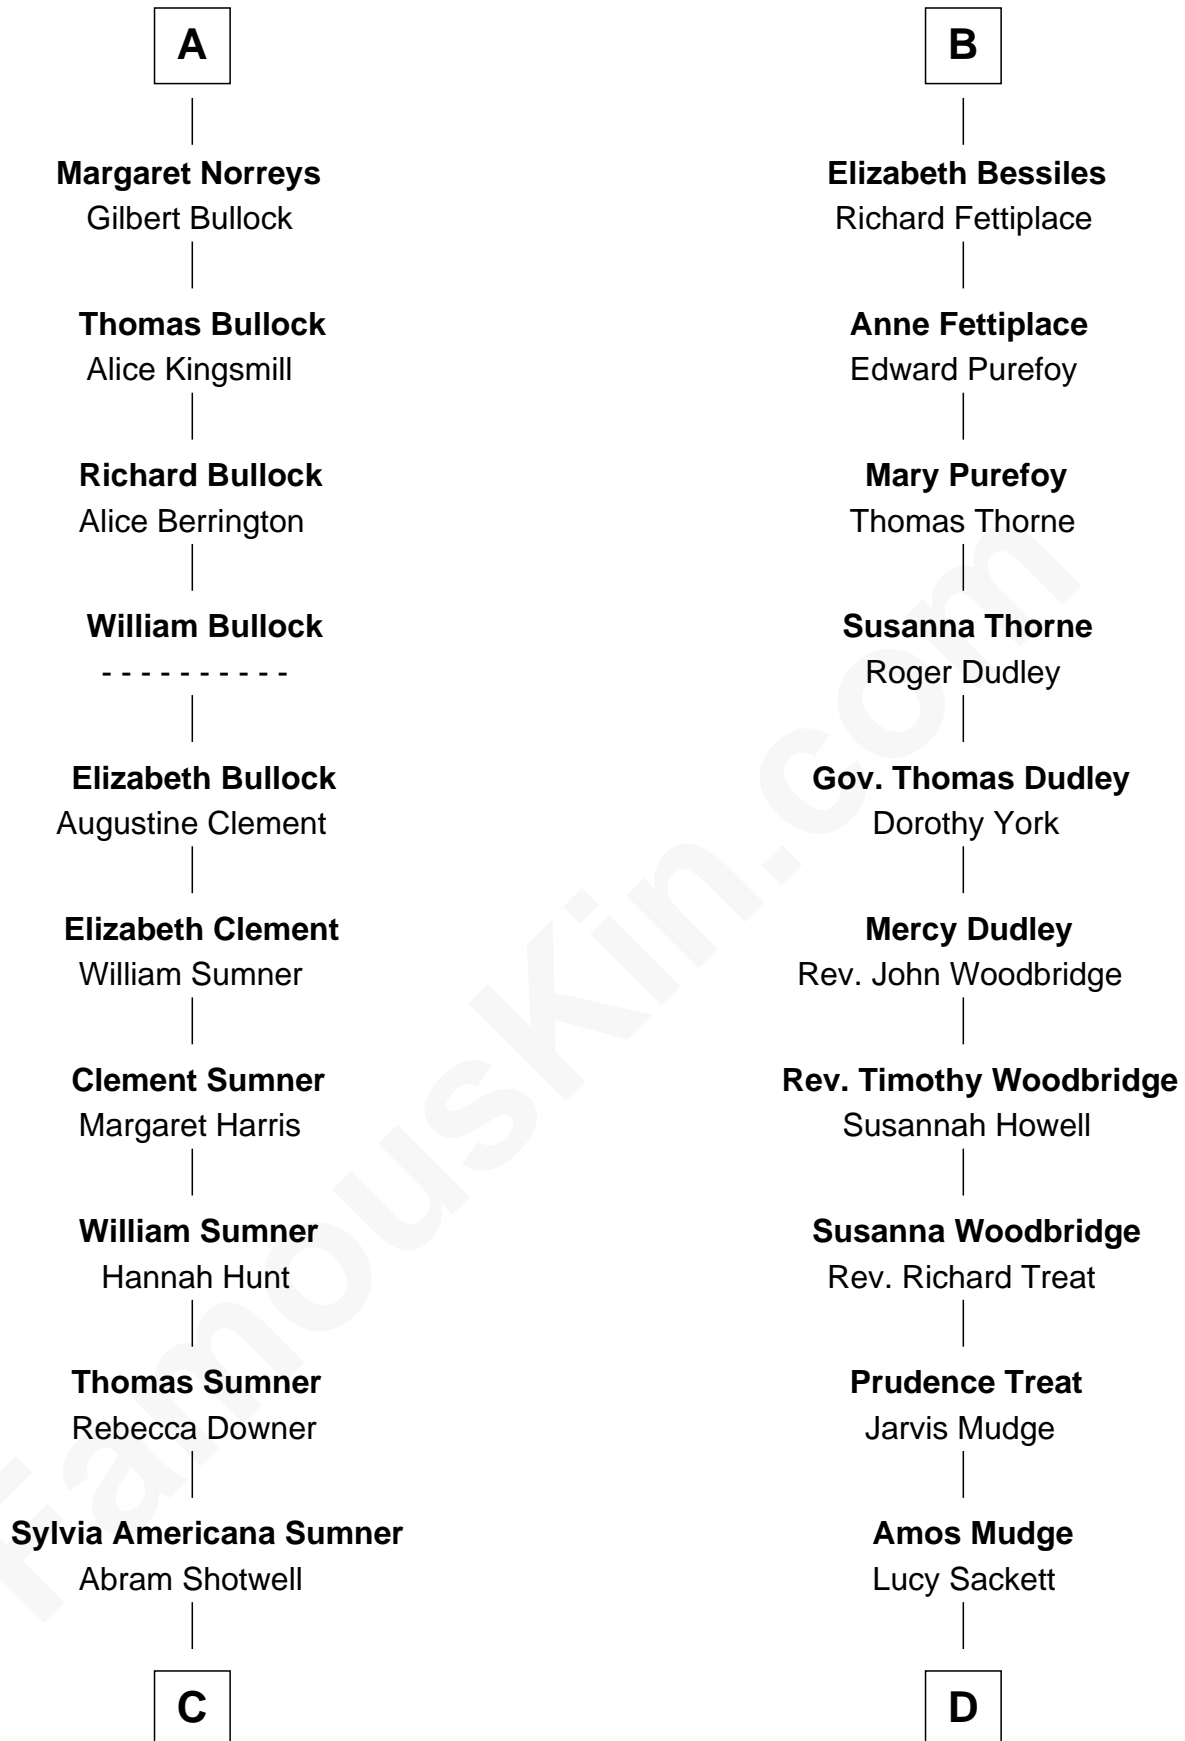 A
Margaret Norreys
Gilbert Bullock
Thomas Bullock
Alice Kingsmill
Richard Bullock
Alice Berrington
William Bullock
- - - - - - - - - -
Elizabeth Bullock
Augustine Clement
Elizabeth Clement
William Sumner
Clement Sumner
Margaret Harris
William Sumner
Hannah Hunt
Thomas Sumner
Rebecca Downer
Sylvia Americana Sumner
Abram Shotwell
C
B
Elizabeth Bessiles
Richard Fettiplace
Anne Fettiplace
Edward Purefoy
Mary Purefoy
Thomas Thorne
Susanna Thorne
Roger Dudley
Gov. Thomas Dudley
Dorothy York
Mercy Dudley
Rev. John Woodbridge
Rev. Timothy Woodbridge
Susannah Howell
Susanna Woodbridge
Rev. Richard Treat
Prudence Treat
Jarvis Mudge
Amos Mudge
Lucy Sackett
D
FamousKin.com